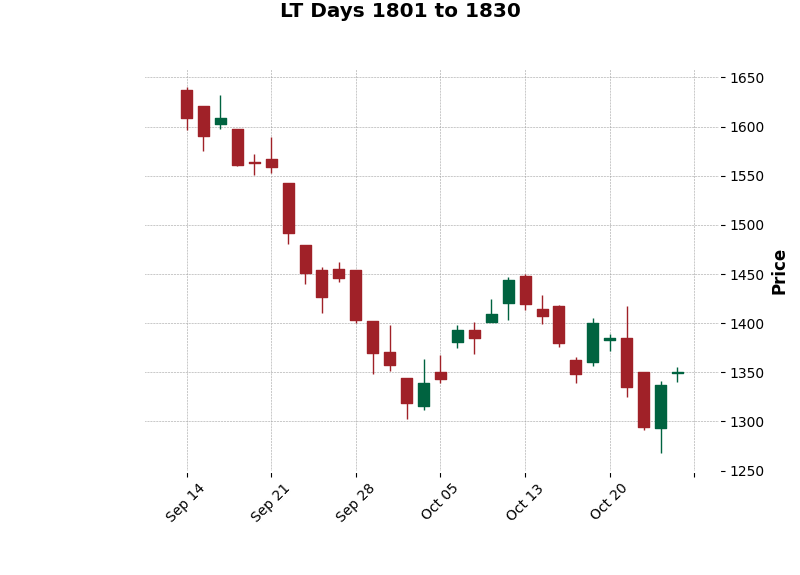 LT Days 1801 to 1830
1650
1600
1550
1500
1450
1400
1350
1300
1250
Price
Sep 14
Sep 21
Sep 28
Oct 05
Oct 13
Oct 20